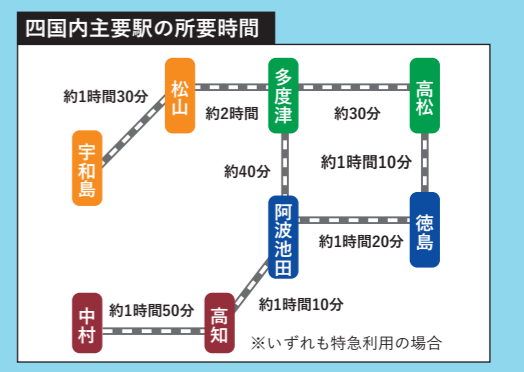 四国内主要駅の所要時間
約1時間30分
松山
約2時間
多度津
約30分
高松
宇和島
約40分
約1時間10分
阿波池田
約1時間20分
徳島
中村
約1時間50分
高知
約1時間10分
※いずれも特急利用の場合